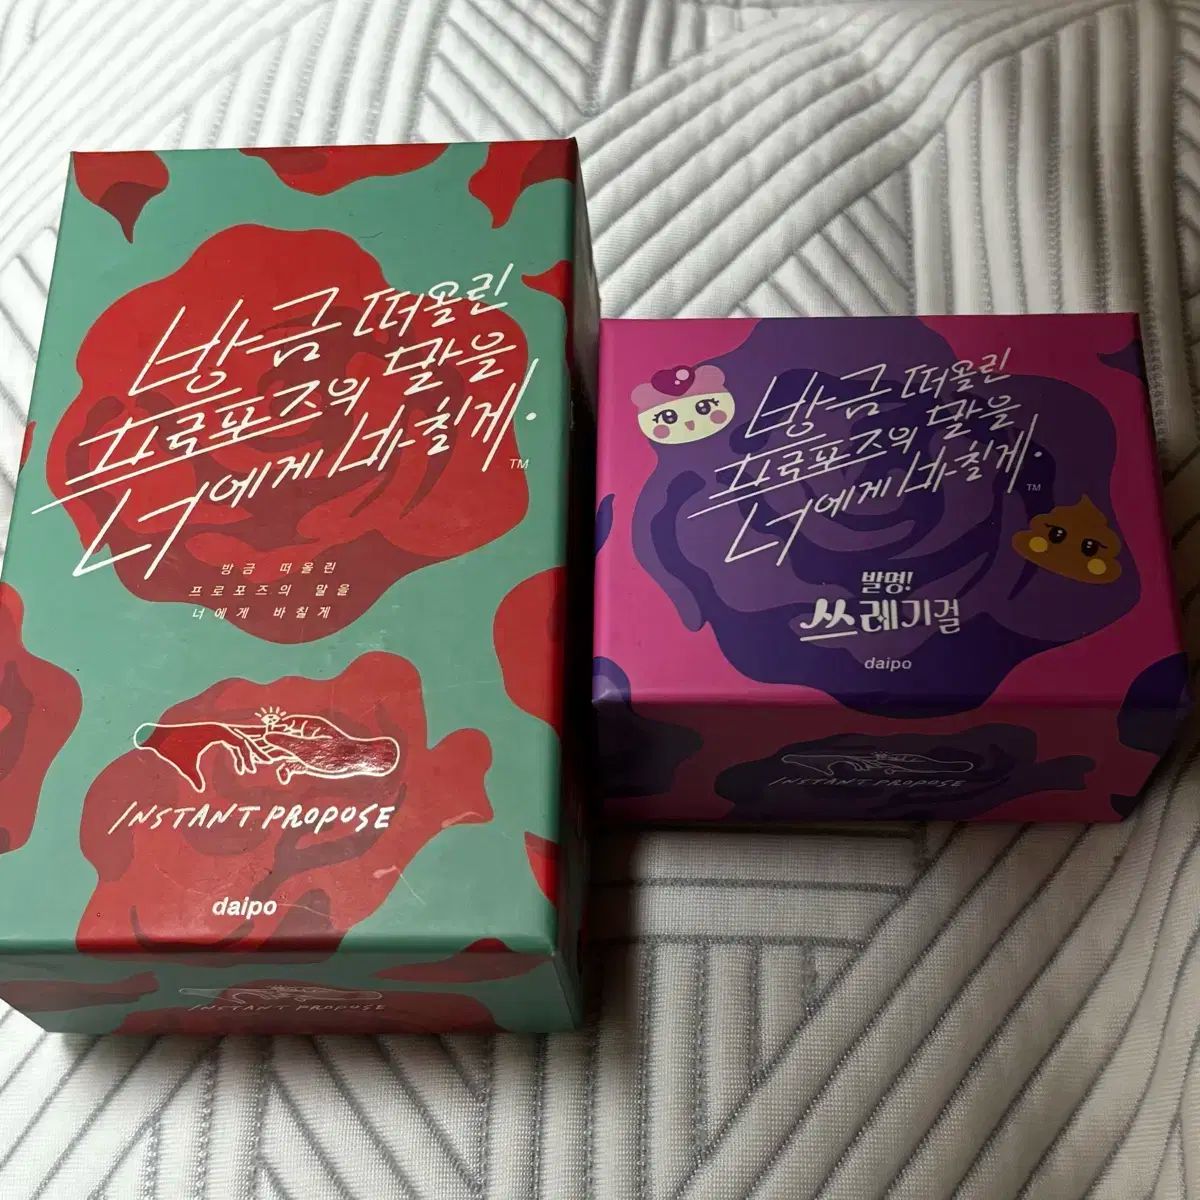 방금 떠올린
프로포즈의 말을
너에게 바칠게.
TM
방금 떠올린
프로포즈의 말을
너에게 바칠게
INSTANT PROPOSE
daipo
INSTANT PROPOSE
방금 떠올린
프로포즈의 말을
너에게 바칠게.
TM
발명!
쓰레기걸
daipo
INSTANT PROPOSE